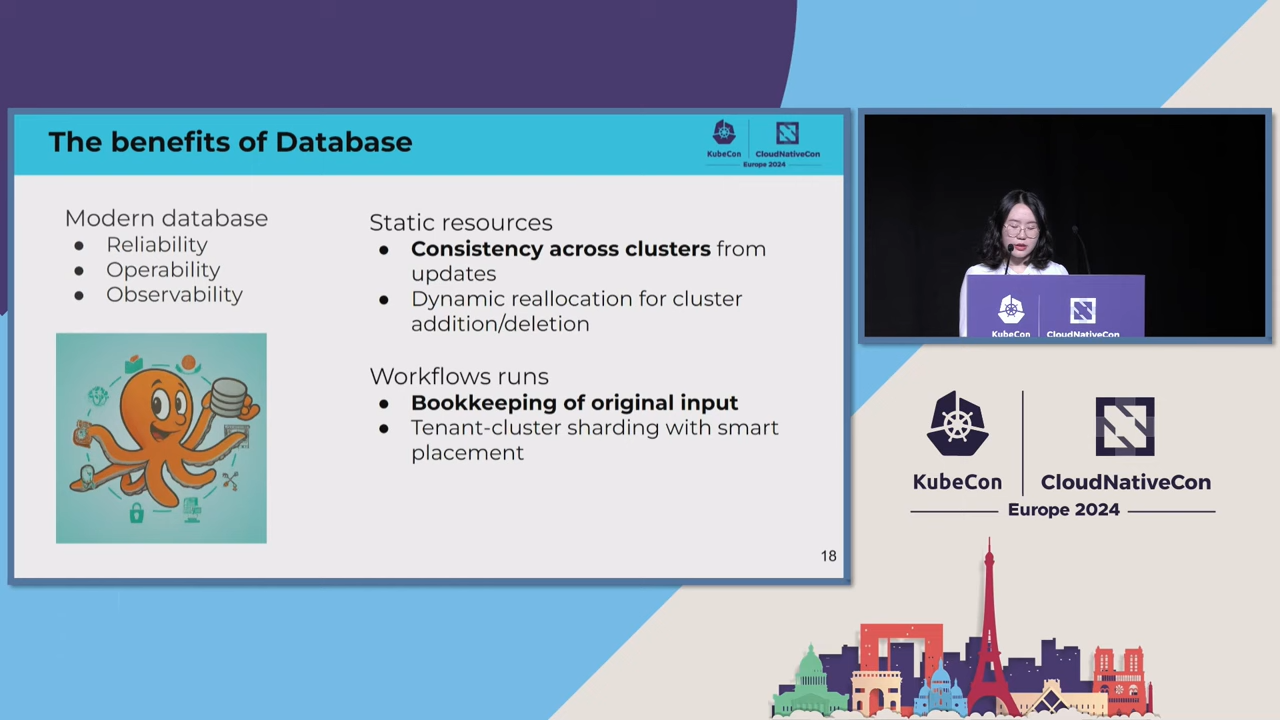 The benefits of Database
KubeCon
CloudNativeCon
Europe 2024
Modern database
● Reliability
● Operability
● Observability
Static resources
● Consistency across clusters from
updates
● Dynamic reallocation for cluster
addition/deletion
Workflows runs
● Bookkeeping of original input
● Tenant-cluster sharding with smart
placement
18
KubeCon
CloudNativeCon
KubeCon
CloudNativeCon
Europe 2024